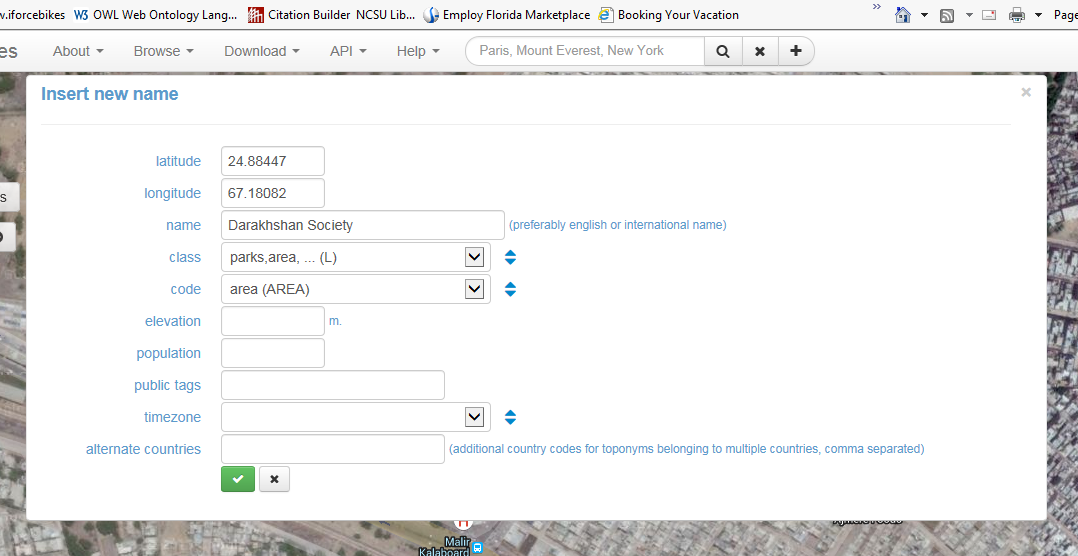 w.iforcebikes W3 OWL Web Ontology Lang... Citation Builder NCSU Lib... Employ Florida Marketplace Booking Your Vacation » Page
es About Browse Download API Help Paris, Mount Everest, New York
Insert new name ×
latitude 24.88447
longitude 67.18082
s
name Darakhshan Society (preferably english or international name)
class parks,area, ... (L)
code area (AREA)
elevation m.
population
public tags
timezone
alternate countries (additional country codes for toponyms belonging to multiple countries, comma separated)
Malir
Kalaboard